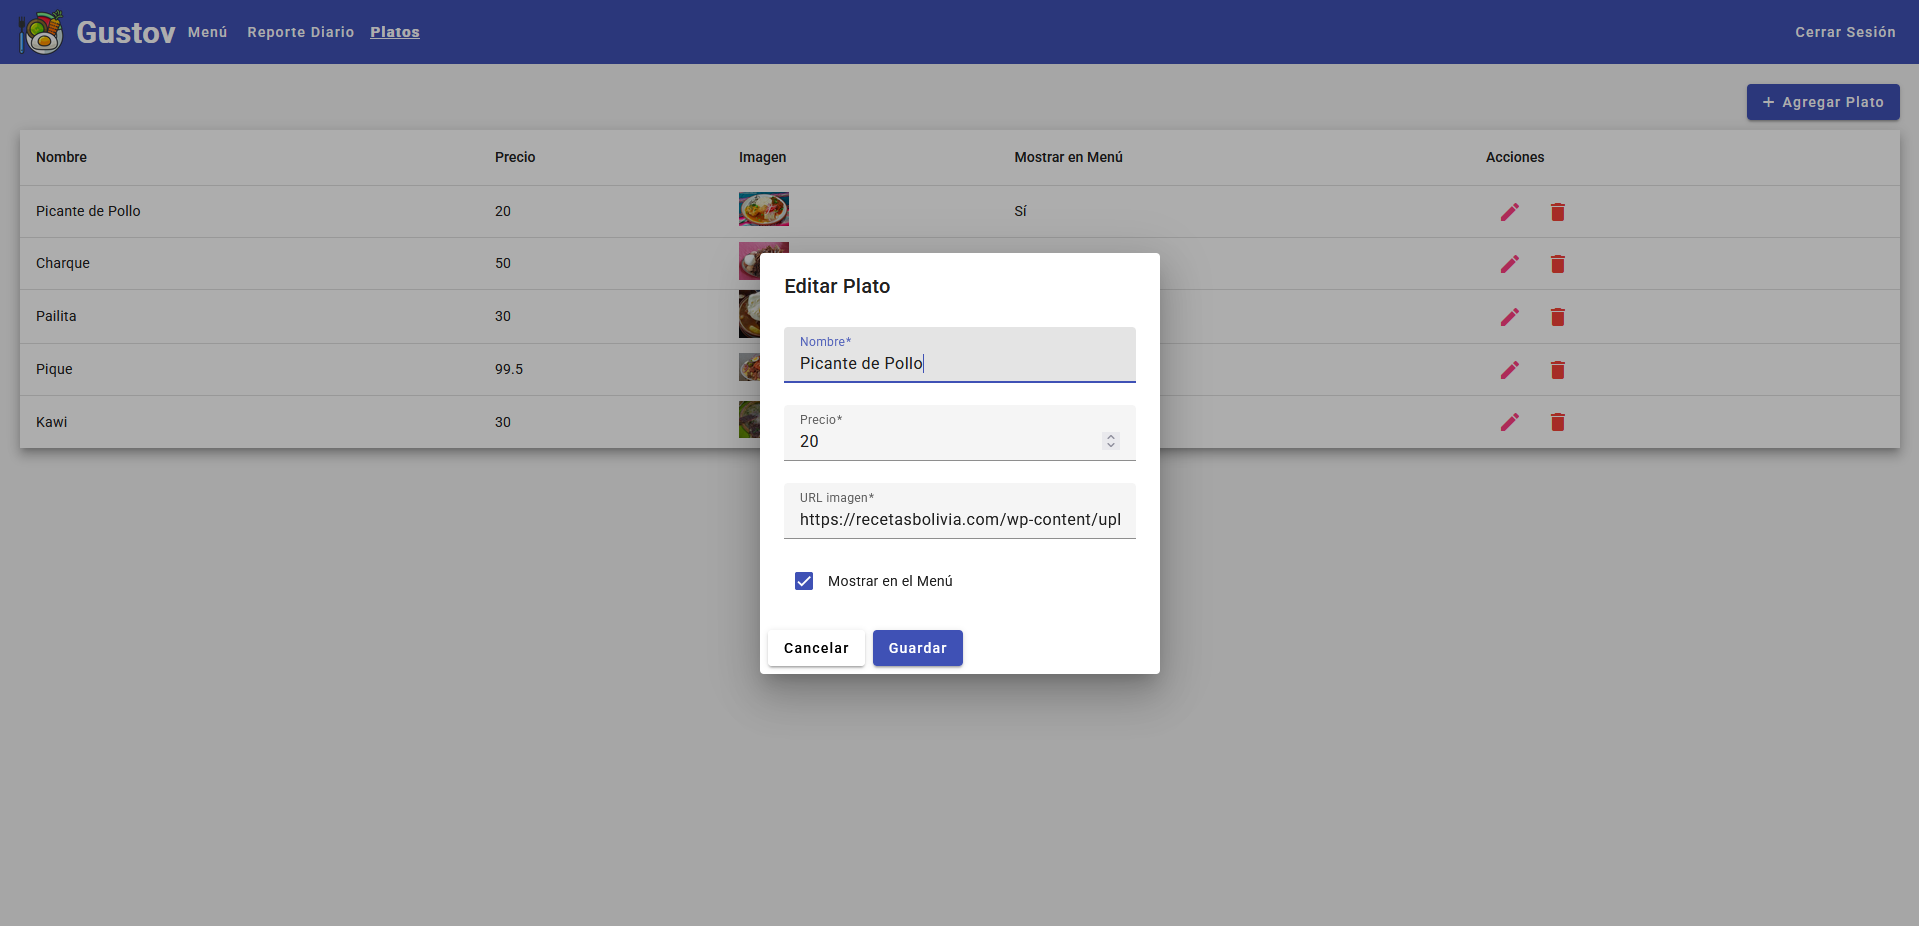 Gustov Menú Reporte Diario Platos Cerrar Sesión
+ Agregar Plato
Nombre Precio Imagen Mostrar en Menú Acciones
Picante de Pollo 20 Sí
Charque 50
Pailita 30
Pique 99.5
Kawi 30
Editar Plato
Nombre*
Picante de Pollo
Precio*
20
URL imagen*
https://recetasbolivia.com/wp-content/upl
Mostrar en el Menú
Cancelar Guardar